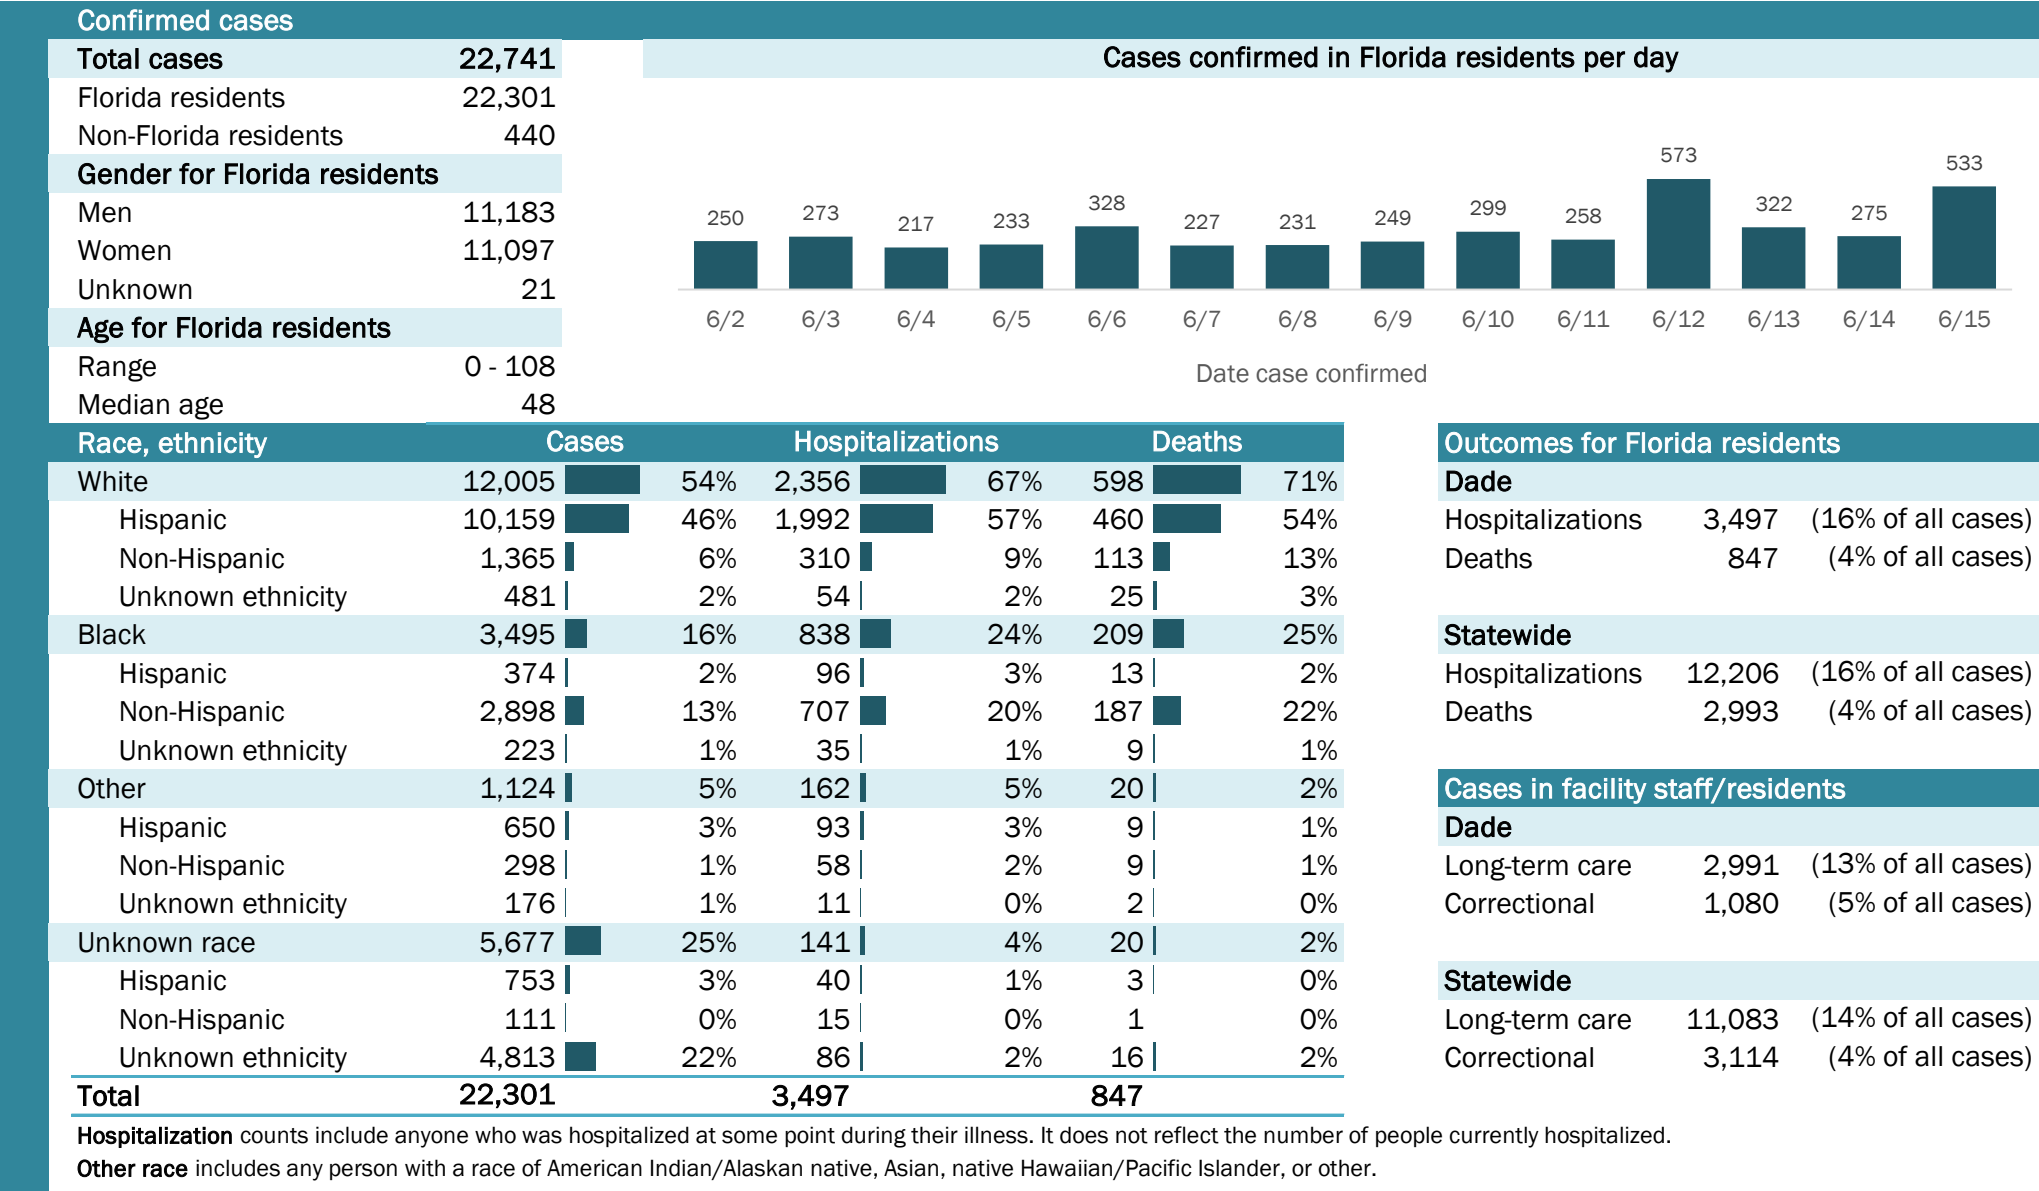 Confirmed cases
Total cases 22,741
Florida residents 22,301
Non-Florida residents 440
Gender for Florida residents
Men 11,183
Women 11,097
Unknown 21
Age for Florida residents
Range 0 - 108
Median age 48
Cases confirmed in Florida residents per day
250 273 217 233 328 227 231 249 299 258 573 322 275 533
6/2 6/3 6/4 6/5 6/6 6/7 6/8 6/9 6/10 6/11 6/12 6/13 6/14 6/15
Date case confirmed
Race, ethnicity Cases Hospitalizations Deaths
White 12,005 54% 2,356 67% 598 71%
Hispanic 10,159 46% 1,992 57% 460 54%
Non-Hispanic 1,365 6% 310 9% 113 13%
Unknown ethnicity 481 2% 54 2% 25 3%
Black 3,495 16% 838 24% 209 25%
Hispanic 374 2% 96 3% 13 2%
Non-Hispanic 2,898 13% 707 20% 187 22%
Unknown ethnicity 223 1% 35 1% 9 1%
Other 1,124 5% 162 5% 20 2%
Hispanic 650 3% 93 3% 9 1%
Non-Hispanic 298 1% 58 2% 9 1%
Unknown ethnicity 176 1% 11 0% 2 0%
Unknown race 5,677 25% 141 4% 20 2%
Hispanic 753 3% 40 1% 3 0%
Non-Hispanic 111 0% 15 0% 1 0%
Unknown ethnicity 4,813 22% 86 2% 16 2%
Total 22,301 3,497 847
Outcomes for Florida residents
Dade
Hospitalizations 3,497 (16% of all cases)
Deaths 847 (4% of all cases)
Statewide
Hospitalizations 12,206 (16% of all cases)
Deaths 2,993 (4% of all cases)
Cases in facility staff/residents
Dade
Long-term care 2,991 (13% of all cases)
Correctional 1,080 (5% of all cases)
Statewide
Long-term care 11,083 (14% of all cases)
Correctional 3,114 (4% of all cases)
Hospitalization counts include anyone who was hospitalized at some point during their illness. It does not reflect the number of people currently hospitalized.
Other race includes any person with a race of American Indian/Alaskan native, Asian, native Hawaiian/Pacific Islander, or other.